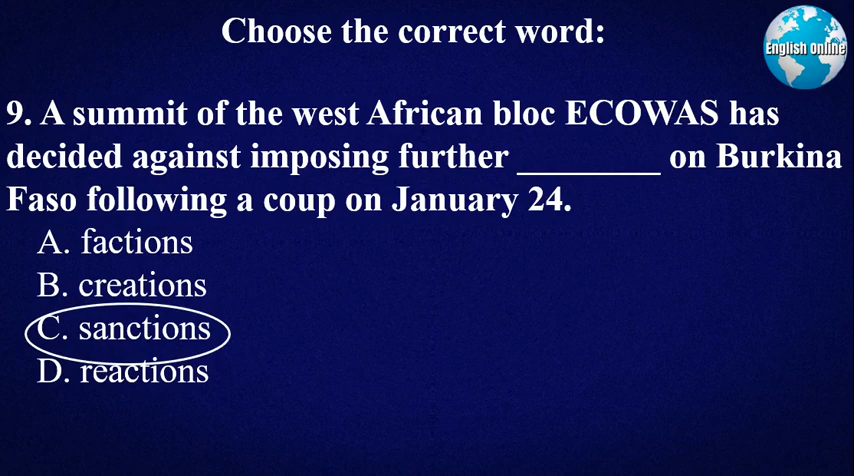 Choose the correct word:
English Online
9. A summit of the west African bloc ECOWAS has
decided against imposing further ________ on Burkina
Faso following a coup on January 24.
A. factions
B. creations
C. sanctions
D. reactions